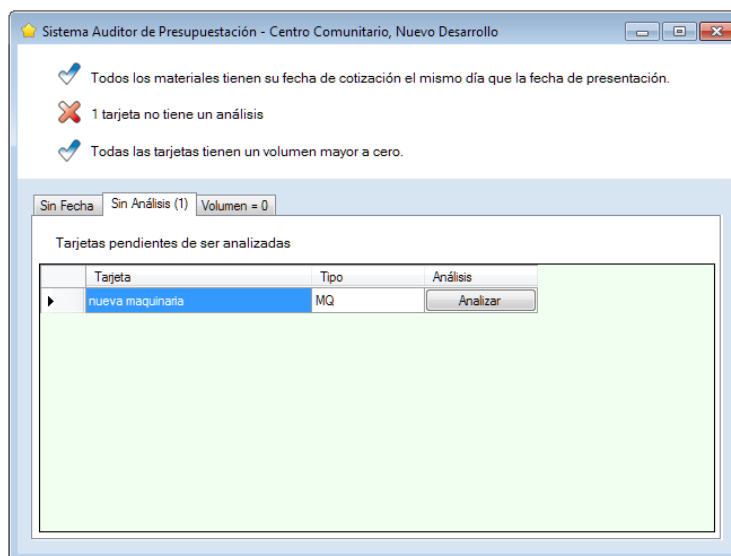 Sistema Auditor de Presupuestación - Centro Comunitario, Nuevo Desarrollo
Todos los materiales tienen su fecha de cotización el mismo día que la fecha de presentación.
1 tarjeta no tiene un análisis
Todas las tarjetas tienen un volumen mayor a cero.
Sin Fecha Sin Análisis (1) Volumen = 0
Tarjetas pendientes de ser analizadas
Tarjeta Tipo Análisis
nueva maquinaria MQ Analizar